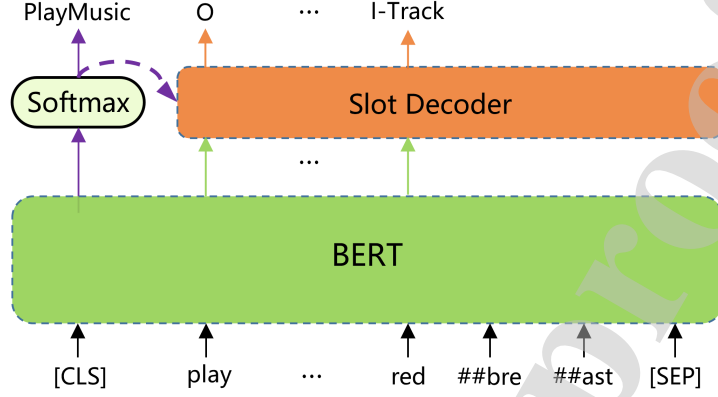 PlayMusic O ... I-Track
Softmax Slot Decoder
...
BERT
[CLS] play ... red ##bre ##ast [SEP]